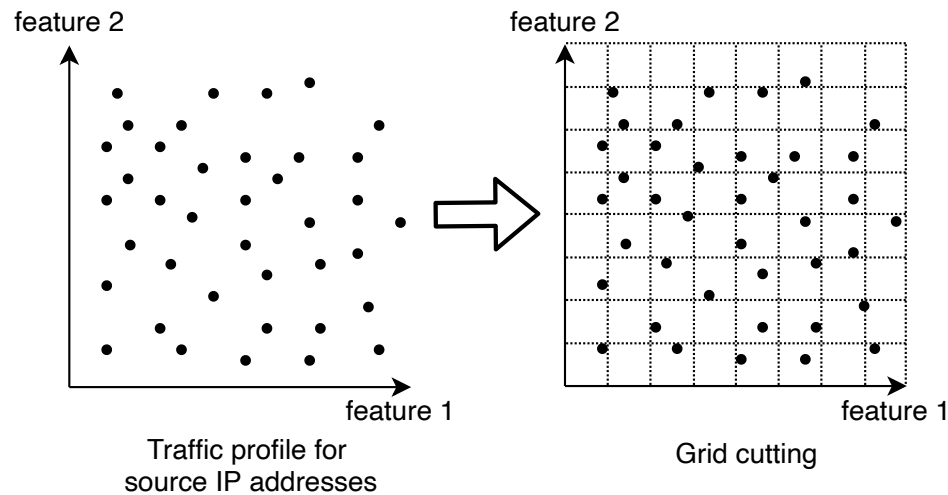 feature 2
feature 1
Traffic profile for
source IP addresses
feature 2
feature 1
Grid cutting